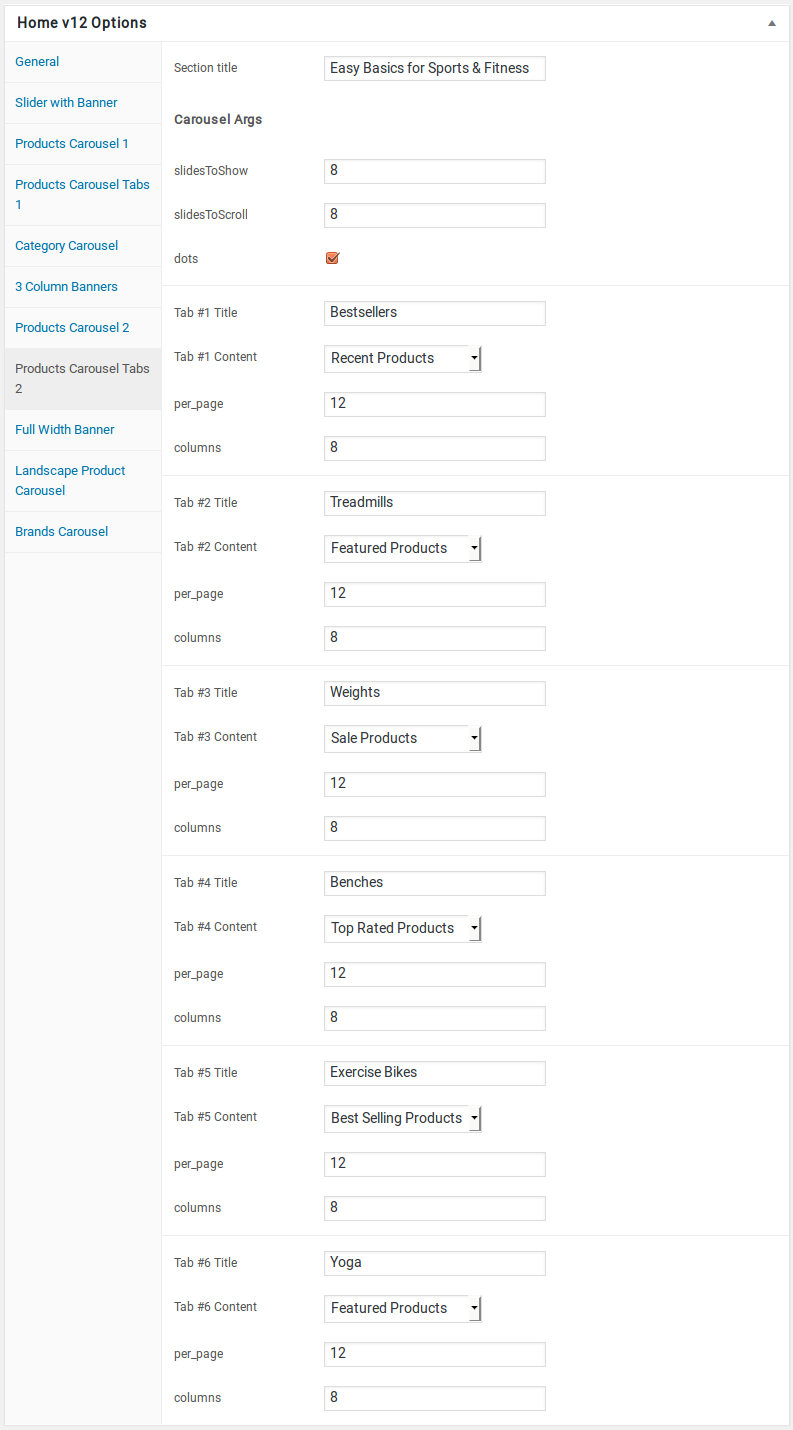 Home v12 Options
General
Slider with Banner
Products Carousel 1
Products Carousel Tabs
1
Category Carousel
3 Column Banners
Products Carousel 2
Products Carousel Tabs
2
Full Width Banner
Landscape Product
Carousel
Brands Carousel
Section title Easy Basics for Sports & Fitness
Carousel Args
slidesToShow 8
slidesToScroll 8
dots
Tab #1 Title Bestsellers
Tab #1 Content Recent Products
per_page 12
columns 8
Tab #2 Title Treadmills
Tab #2 Content Featured Products
per_page 12
columns 8
Tab #3 Title Weights
Tab #3 Content Sale Products
per_page 12
columns 8
Tab #4 Title Benches
Tab #4 Content Top Rated Products
per_page 12
columns 8
Tab #5 Title Exercise Bikes
Tab #5 Content Best Selling Products
per_page 12
columns 8
Tab #6 Title Yoga
Tab #6 Content Featured Products
per_page 12
columns 8